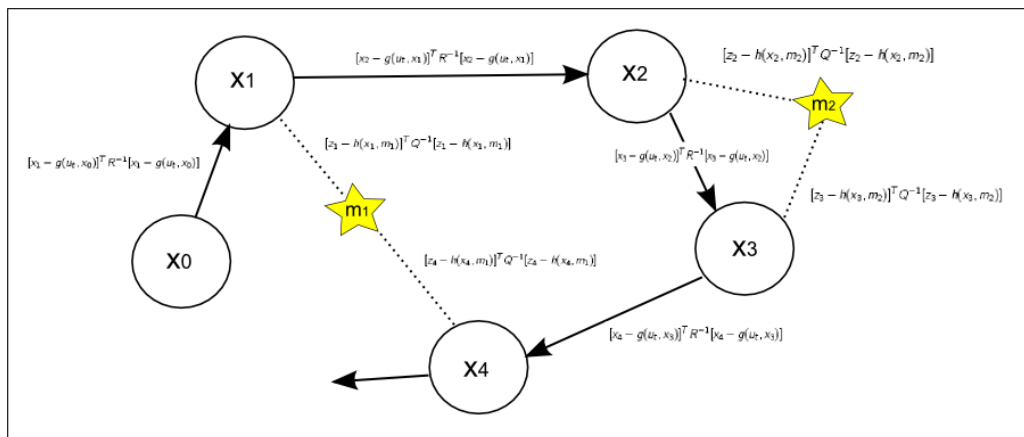 [x₂ − g(uₜ, x₁)]ᵀ R⁻¹[x₂ − g(uₜ, x₁)]
[z₂ − h(x₂, m₂)]ᵀ Q⁻¹[z₂ − h(x₂, m₂)]
x1
x2
m2
[z₁ − h(x₁, m₁)]ᵀ Q⁻¹[z₁ − h(x₁, m₁)]
[x₁ − g(uₜ, x₀)]ᵀ R⁻¹[x₁ − g(uₜ, x₀)]
[x₃ − g(uₜ, x₂)]ᵀ R⁻¹[x₃ − g(uₜ, x₂)]
[z₃ − h(x₃, m₂)]ᵀ Q⁻¹[z₃ − h(x₃, m₂)]
m1
x0
x3
[z₄ − h(x₄, m₁)]ᵀ Q⁻¹[z₄ − h(x₄, m₁)]
[x₄ − g(uₜ, x₃)]ᵀ R⁻¹[x₄ − g(uₜ, x₃)]
x4